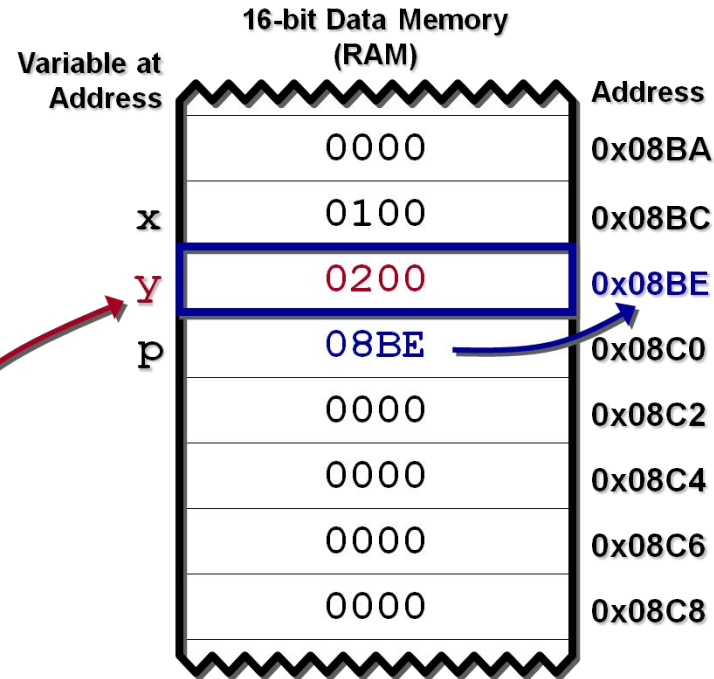 16-bit Data Memory
(RAM)
Variable at
Address
Address
0000 0x08BA
x 0100 0x08BC
y 0200 0x08BE
p 08BE 0x08C0
0000 0x08C2
0000 0x08C4
0000 0x08C6
0000 0x08C8